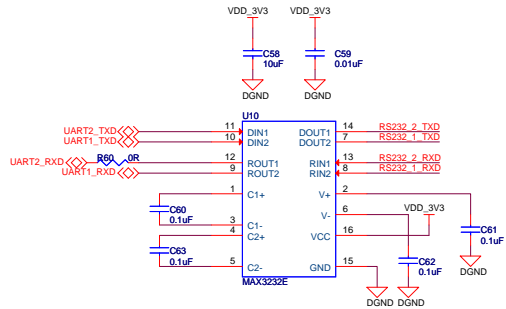 VDD_3V3
VDD_3V3
C58
10uF
C59
0.01uF
DGND
DGND
U10
UART2_TXD
11
DIN1
DOUT1
14
RS232_2_TXD
UART1_TXD
10
DIN2
DOUT2
7
RS232_1_TXD
UART2_RXD
R60
0R
12
ROUT1
RIN1
13
RS232_2_RXD
UART1_RXD
9
ROUT2
RIN2
8
RS232_1_RXD
1
C1+
V+
2
C60
0.1uF
V-
6
VDD_3V3
3
C1-
4
C2+
VCC
16
C61
0.1uF
C63
0.1uF
5
C2-
GND
15
C62
0.1uF
DGND
MAX3232E
DGND
DGND